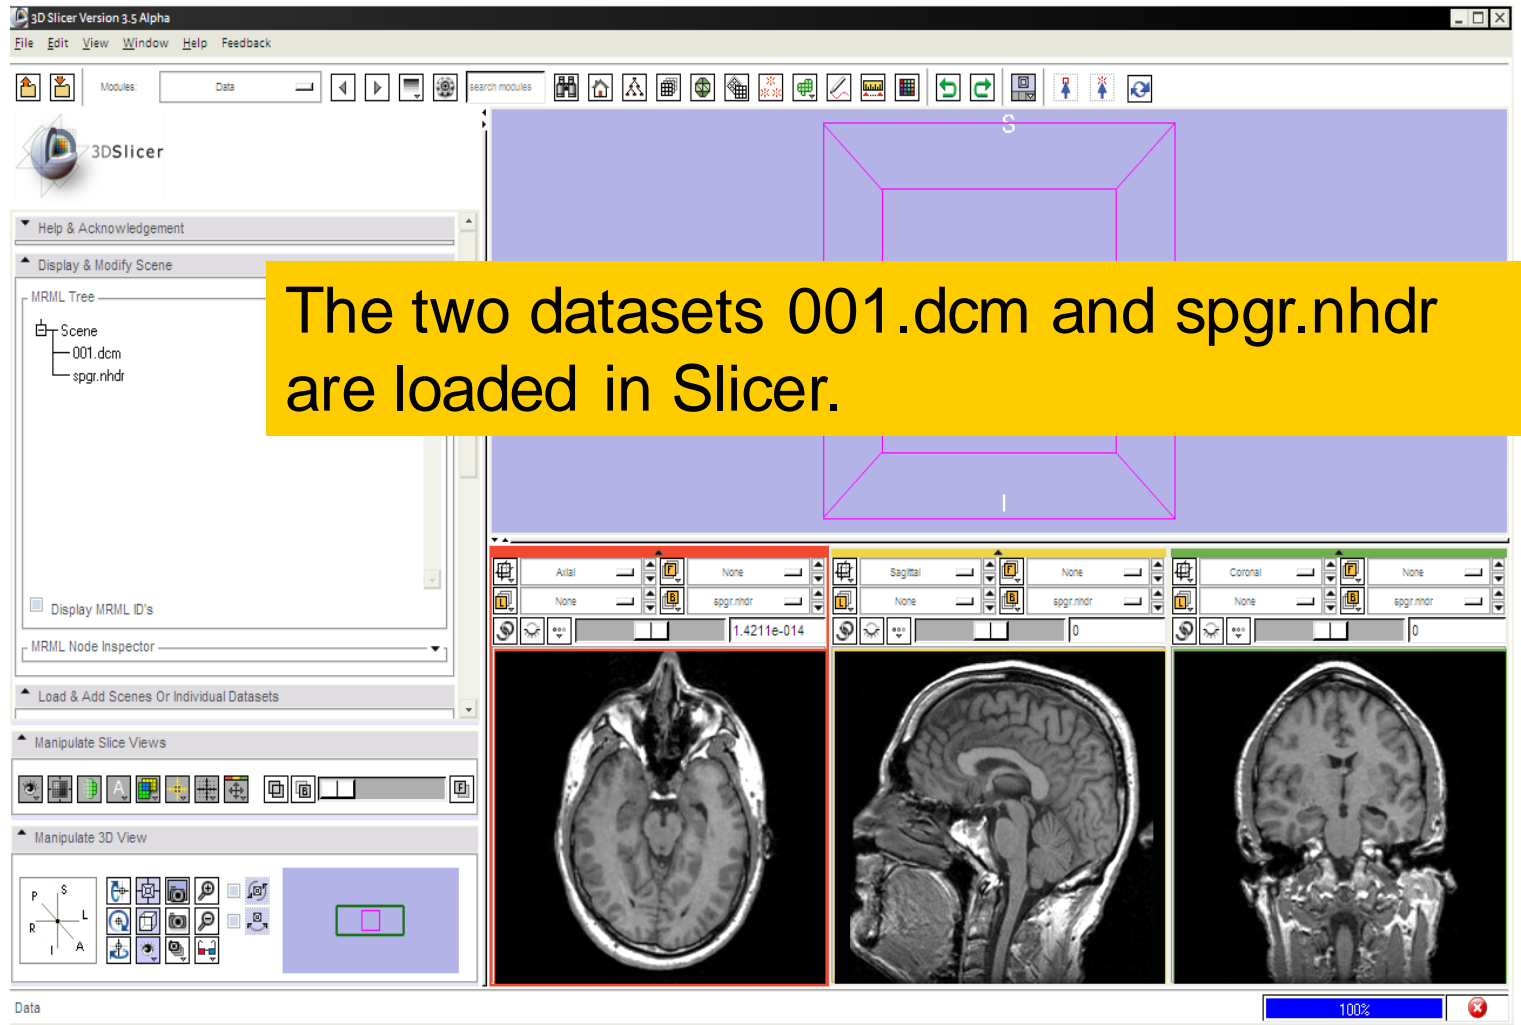 3D Slicer Version 3.5 Alpha
File Edit View Window Help Feedback
Modules: Data search modules
3DSlicer
Help & Acknowledgement
Display & Modify Scene
MRML Tree
Scene
001.dcm
spgr.nhdr
The two datasets 001.dcm and spgr.nhdr
are loaded in Slicer.
S
I
Display MRML ID's
MRML Node Inspector
Load & Add Scenes Or Individual Datasets
Manipulate Slice Views
A
B
F
Manipulate 3D View
P S
L
R
I A
Axial F None
L None B spgr.nhdr
1.4211e-014
Sagittal F None
L None B spgr.nhdr
0
Coronal F None
L None B spgr.nhdr
0
Data
100%